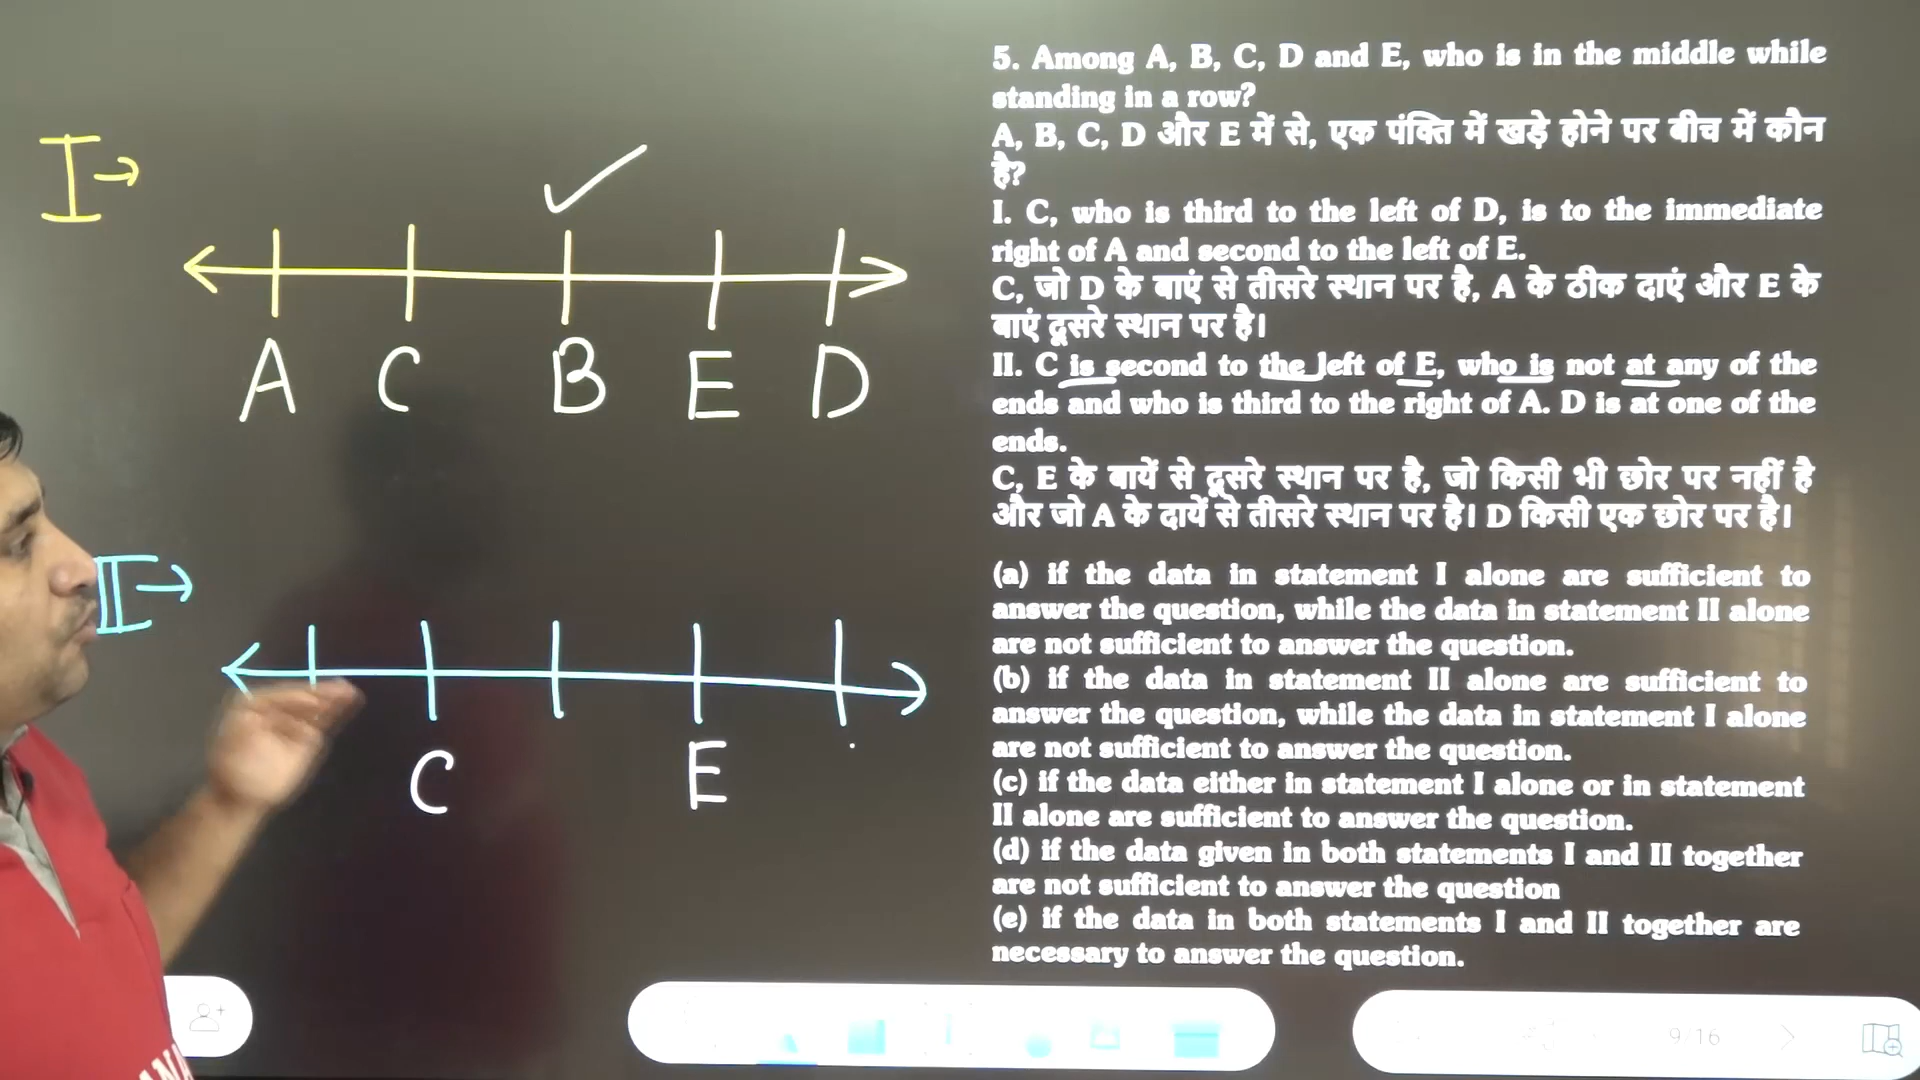 5. Among A, B, C, D and E, who is in the middle while
standing in a row?
A, B, C, D और E में से, एक पंक्ति में खड़े होने पर बीच में कौन
है?
I. C, who is third to the left of D, is to the immediate
right of A and second to the left of E.
C, जो D के बाएं से तीसरे स्थान पर है, A के ठीक दाएं और E के
बाएं दूसरे स्थान पर है।
II. C is second to the left of E, who is not at any of the
ends and who is third to the right of A. D is at one of the
ends.
C, E के बायें से दूसरे स्थान पर है, जो किसी भी छोर पर नहीं है
और जो A के दायें से तीसरे स्थान पर है। D किसी एक छोर पर है।
(a) if the data in statement I alone are sufficient to
answer the question, while the data in statement II alone
are not sufficient to answer the question.
(b) if the data in statement II alone are sufficient to
answer the question, while the data in statement I alone
are not sufficient to answer the question.
(c) if the data either in statement I alone or in statement
II alone are sufficient to answer the question.
(d) if the data given in both statements I and II together
are not sufficient to answer the question
(e) if the data in both statements I and II together are
necessary to answer the question.
I→
A C B E D
II→
C E
9/16